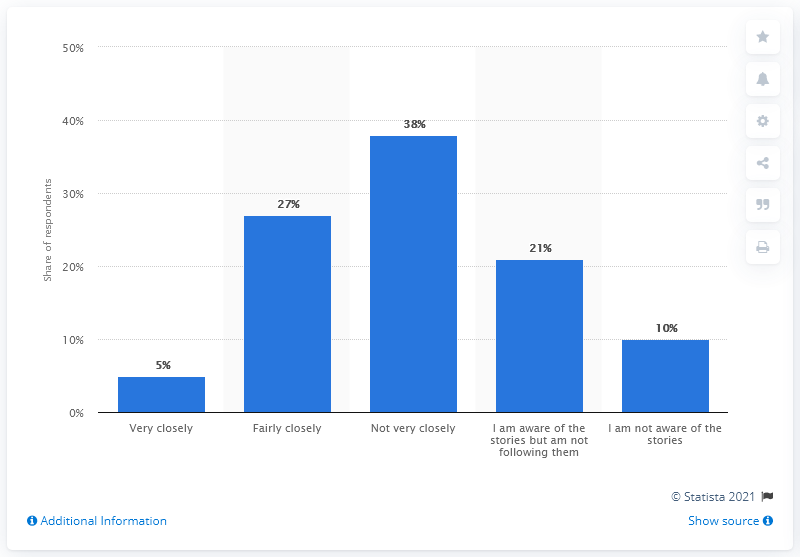 50%
40%
30%
20%
10%
0%
Share of respondents
5%
27%
38%
21%
10%
Very closely
Fairly closely
Not very closely
I am aware of the
stories but am not
following them
I am not aware of the
stories
© Statista 2021
Additional Information
Show source